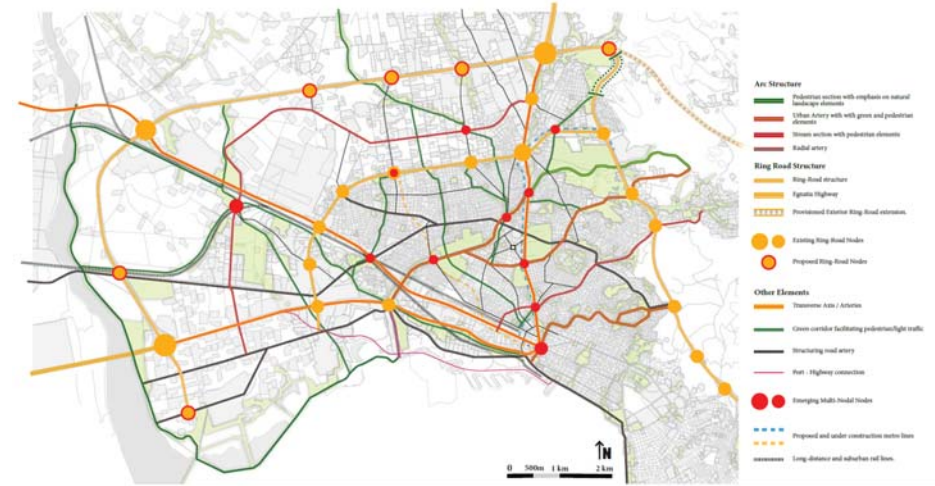 Arc Structure
Pedestrian section with emphasis on natural
landscape elements
Urban Artery with with green and pedestrian
elements
Stream section with pedestrian elements
Radial artery
Ring Road Structure
Ring-Road structure
Egnatia Highway
Provisioned Exterior Ring-Road extension.
Existing Ring-Road Nodes
Proposed Ring-Road Nodes
Other Elements
Transverse Axis / Arteries
Green corridor facilitating pedestrian/light traffic
Structuring road artery
Port - Highway connection
Emerging Multi-Nodal Nodes
Proposed and under construction metro lines
Long-distance and suburban rail lines.
N
0 500m 1 km 2 km